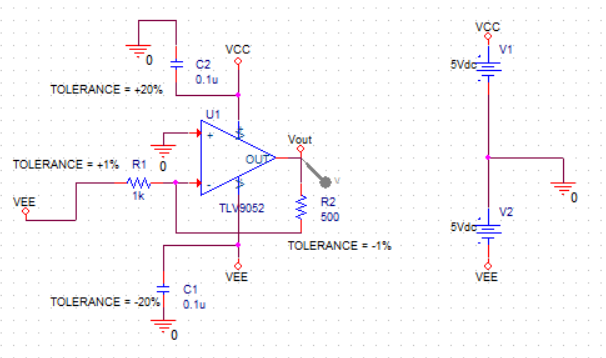 0
C2
0.1u
VCC
TOLERANCE = +20%
U1
+
OUT
-
0
TOLERANCE = +1%
R1
1k
VEE
Vout
V
TLV9052
R2
500
TOLERANCE = -1%
VEE
C1
0.1u
TOLERANCE = -20%
0
VCC
V1
5Vdc
0
V2
5Vdc
VEE